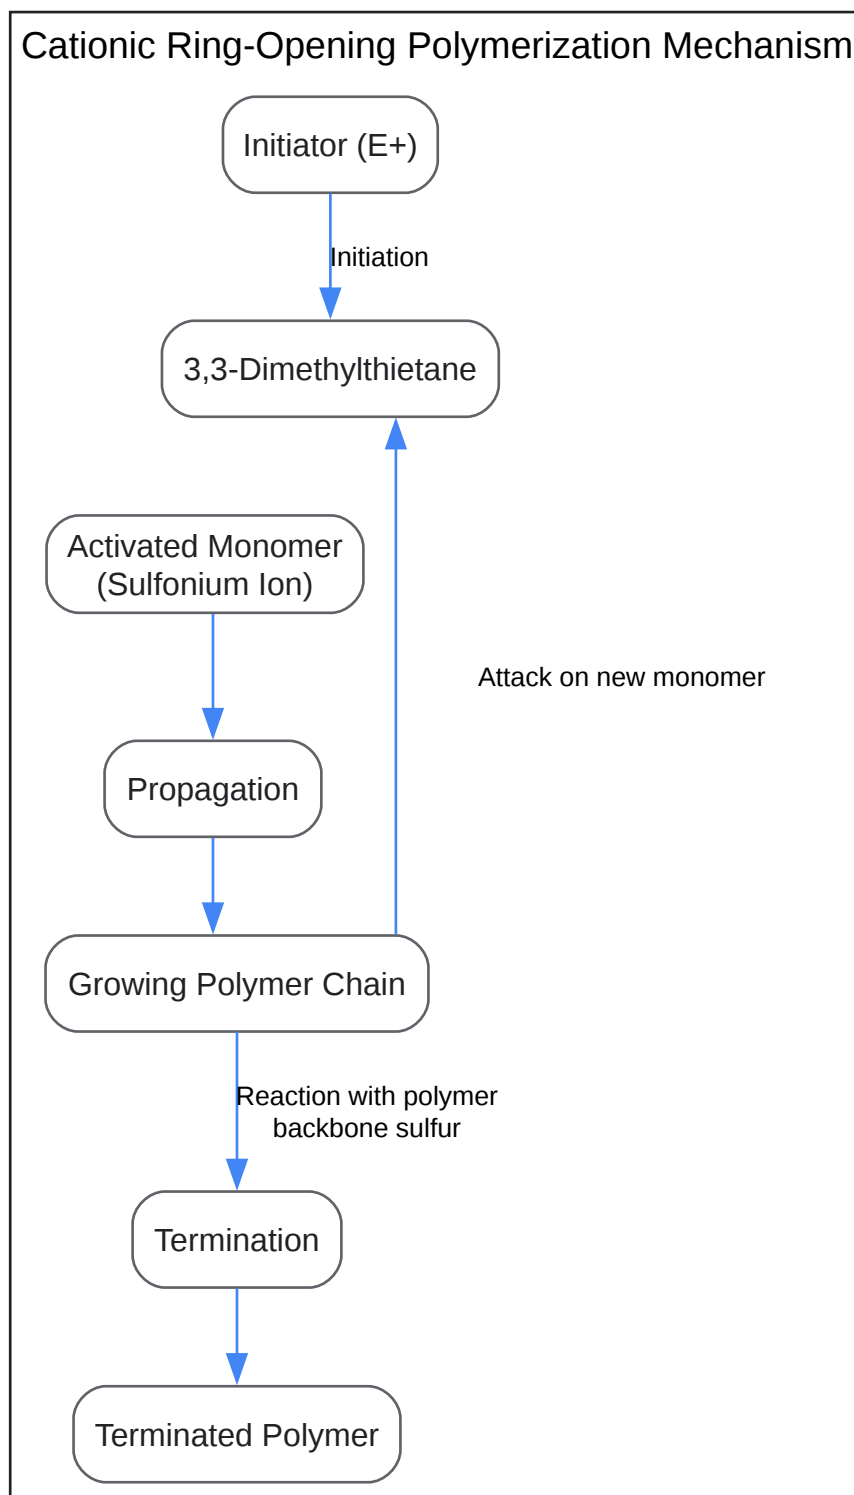 Cationic Ring-Opening Polymerization Mechanism
Initiator (E+)
Initiation
3,3-Dimethylthietane
Activated Monomer
(Sulfonium Ion)
Attack on new monomer
Propagation
Growing Polymer Chain
Reaction with polymer
backbone sulfur
Termination
Terminated Polymer